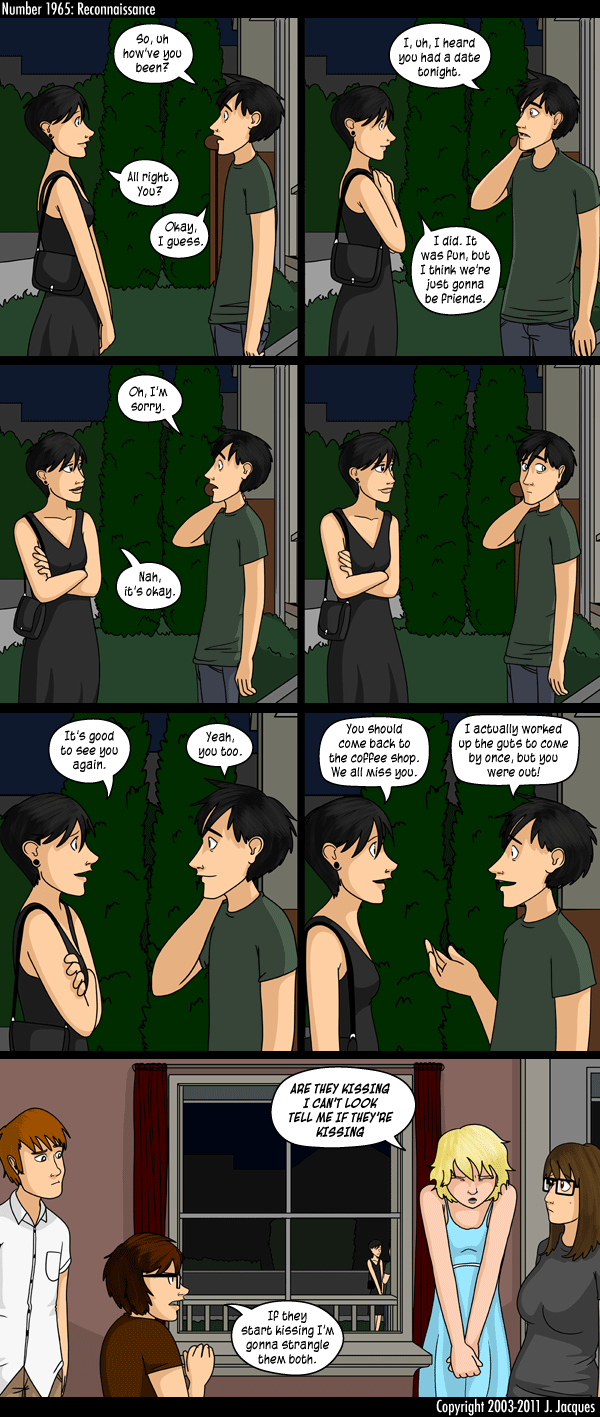 Number 1965: Reconnaissance
So, uh
how've you
been?
All right.
You?
Okay,
I guess.
I, uh, I heard
you had a date
tonight.
I did. It
was fun, but
I think we're
just gonna
be friends.
Oh, I'm
sorry.
Nah,
it's okay.
It's good
to see you
again.
Yeah,
you too.
You should
come back to
the coffee shop.
We all miss you.
I actually worked
up the guts to come
by once, but you
were out!
ARE THEY KISSING
I CAN'T LOOK
TELL ME IF THEY'RE
KISSING
If they
start kissing I'm
gonna strangle
them both.
Copyright 2003-2011 J. Jacques